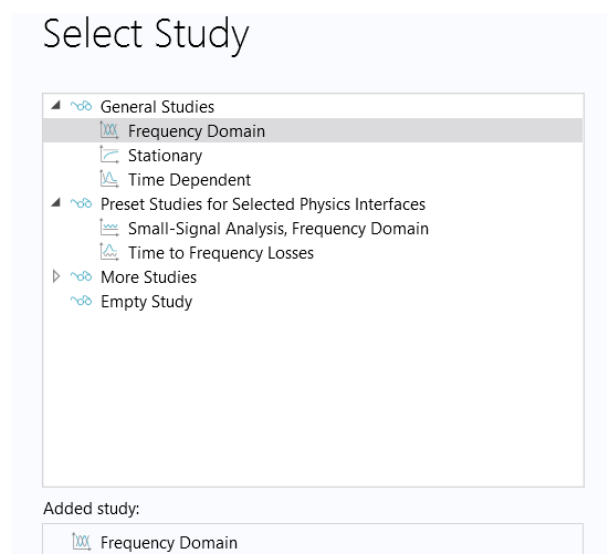 Select Study
General Studies
Frequency Domain
Stationary
Time Dependent
Preset Studies for Selected Physics Interfaces
Small-Signal Analysis, Frequency Domain
Time to Frequency Losses
More Studies
Empty Study
Added study:
Frequency Domain